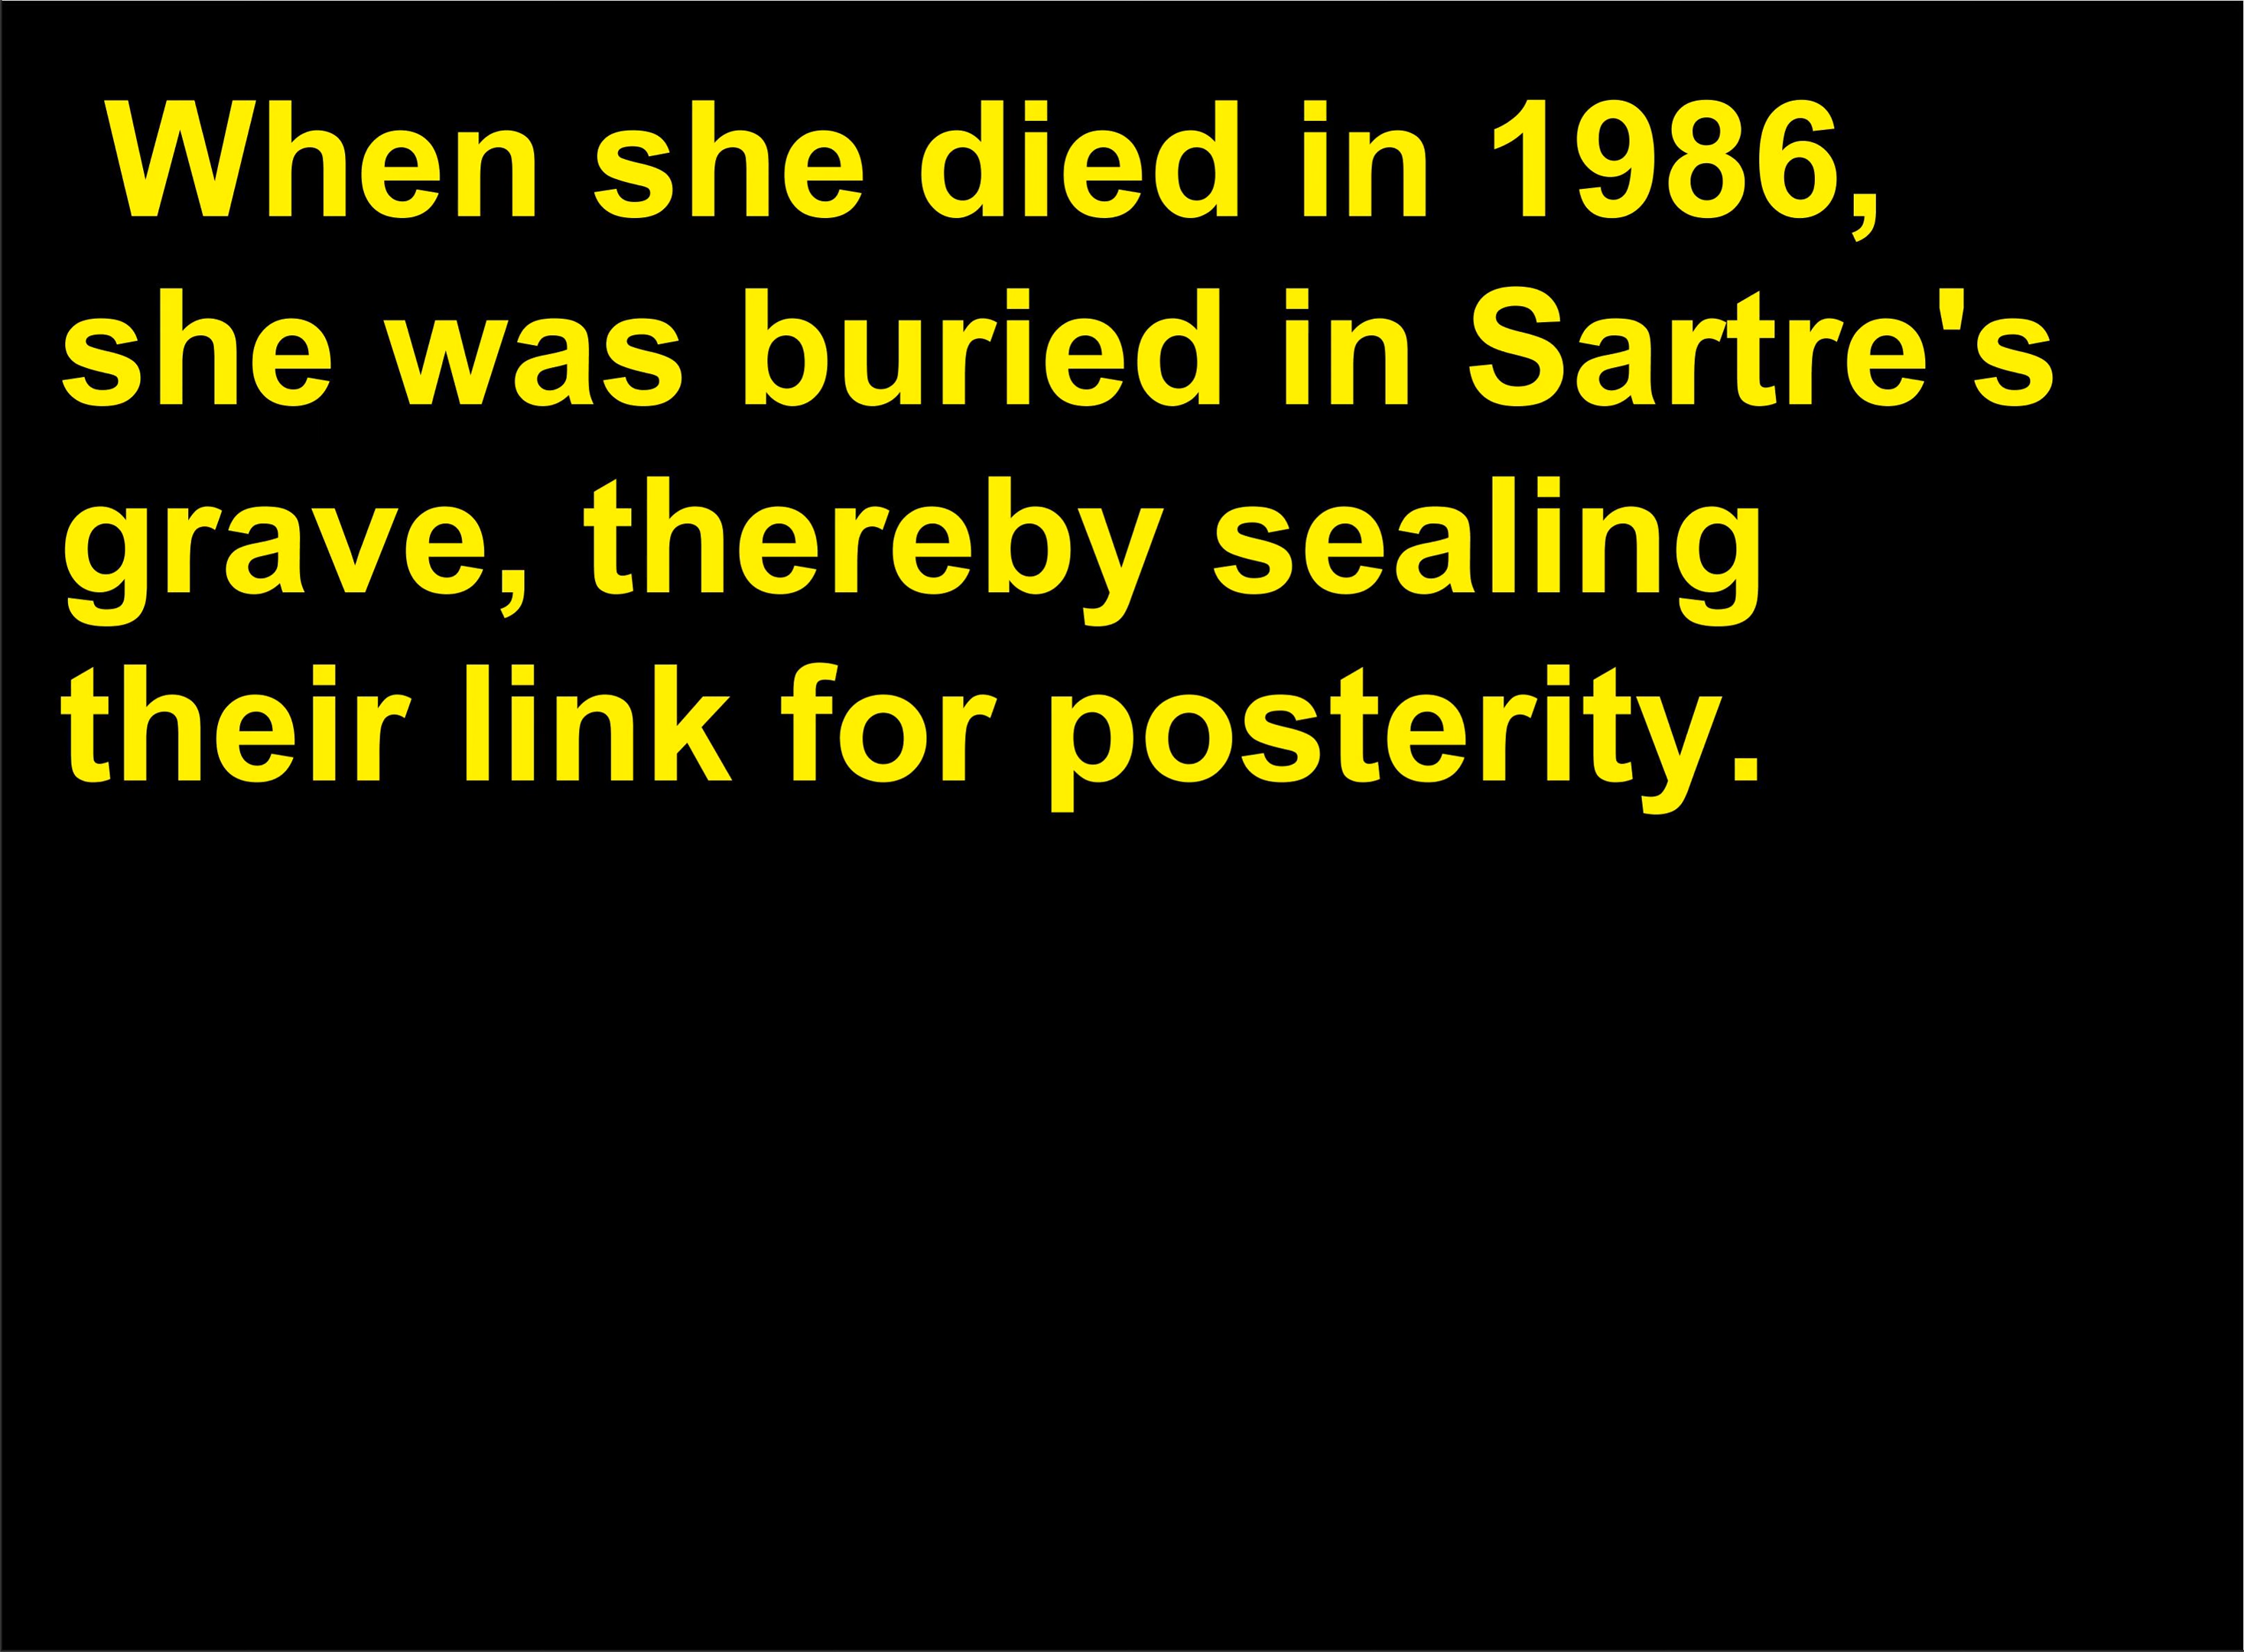 When she died in 1986,
she was buried in Sartre's
grave, thereby sealing
their link for posterity.